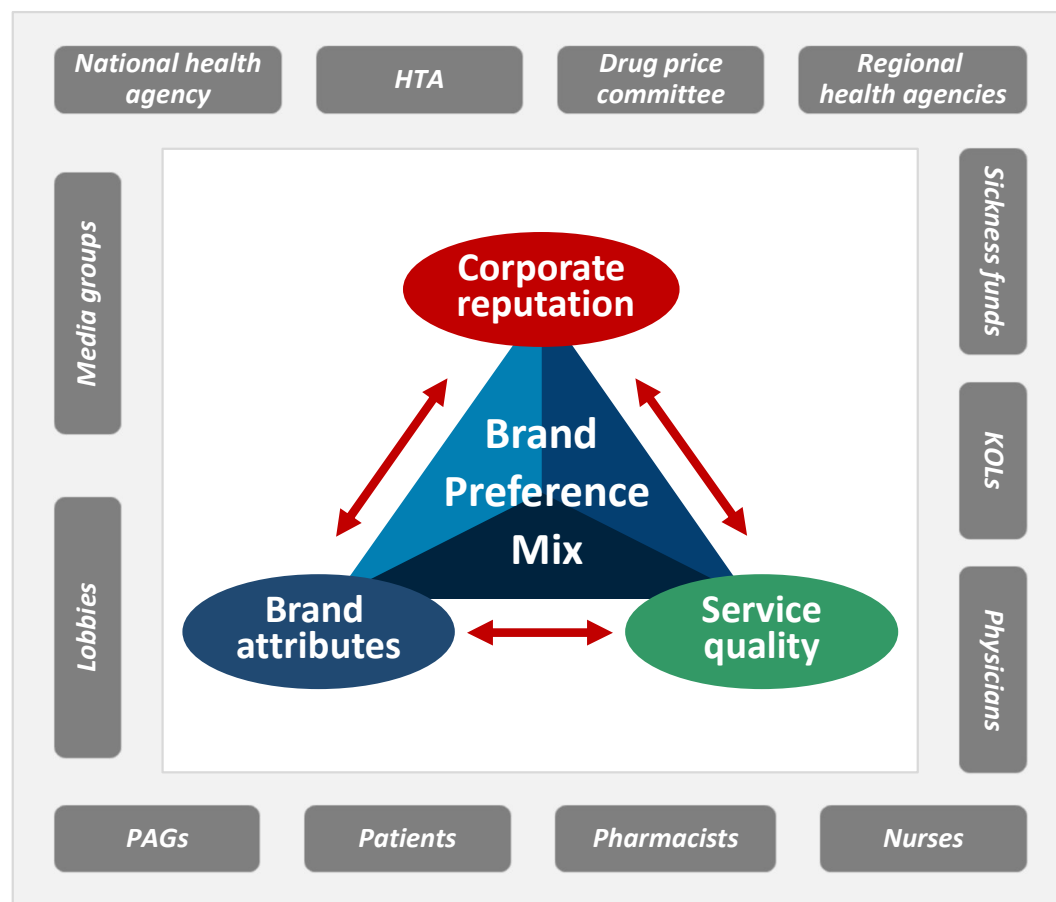 National health
agency
HTA
Drug price
committee
Regional
health agencies
Media groups
Lobbies
Corporate
reputation
Brand
Preference
Mix
Brand
attributes
Service
quality
Sickness funds
KOLs
Physicians
PAGs
Patients
Pharmacists
Nurses